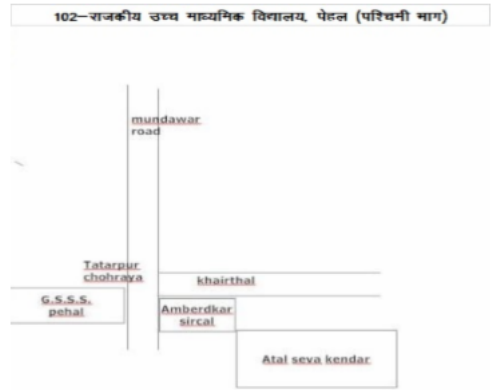 102-राजकीय उच्च माध्यमिक विद्यालय, पेहल (पश्चिमी भाग)
mundawar
road
Tatarpur
chohraya
khairthal
G.S.S.S.
pehal
Amberdkar
sircal
Atal seva kendar